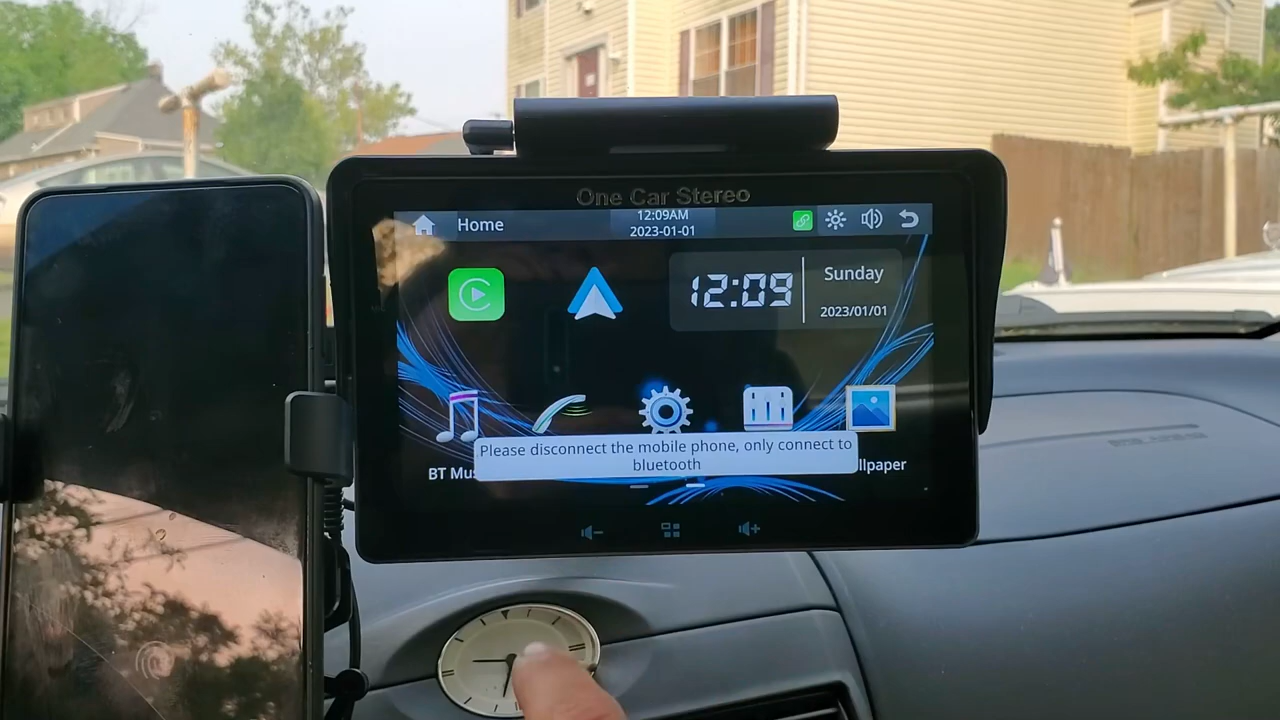 One Car Stereo
Home
12:09AM
2023-01-01
12:09
Sunday
2023/01/01
Please disconnect the mobile phone, only connect to
bluetooth
BT Mus
llpaper